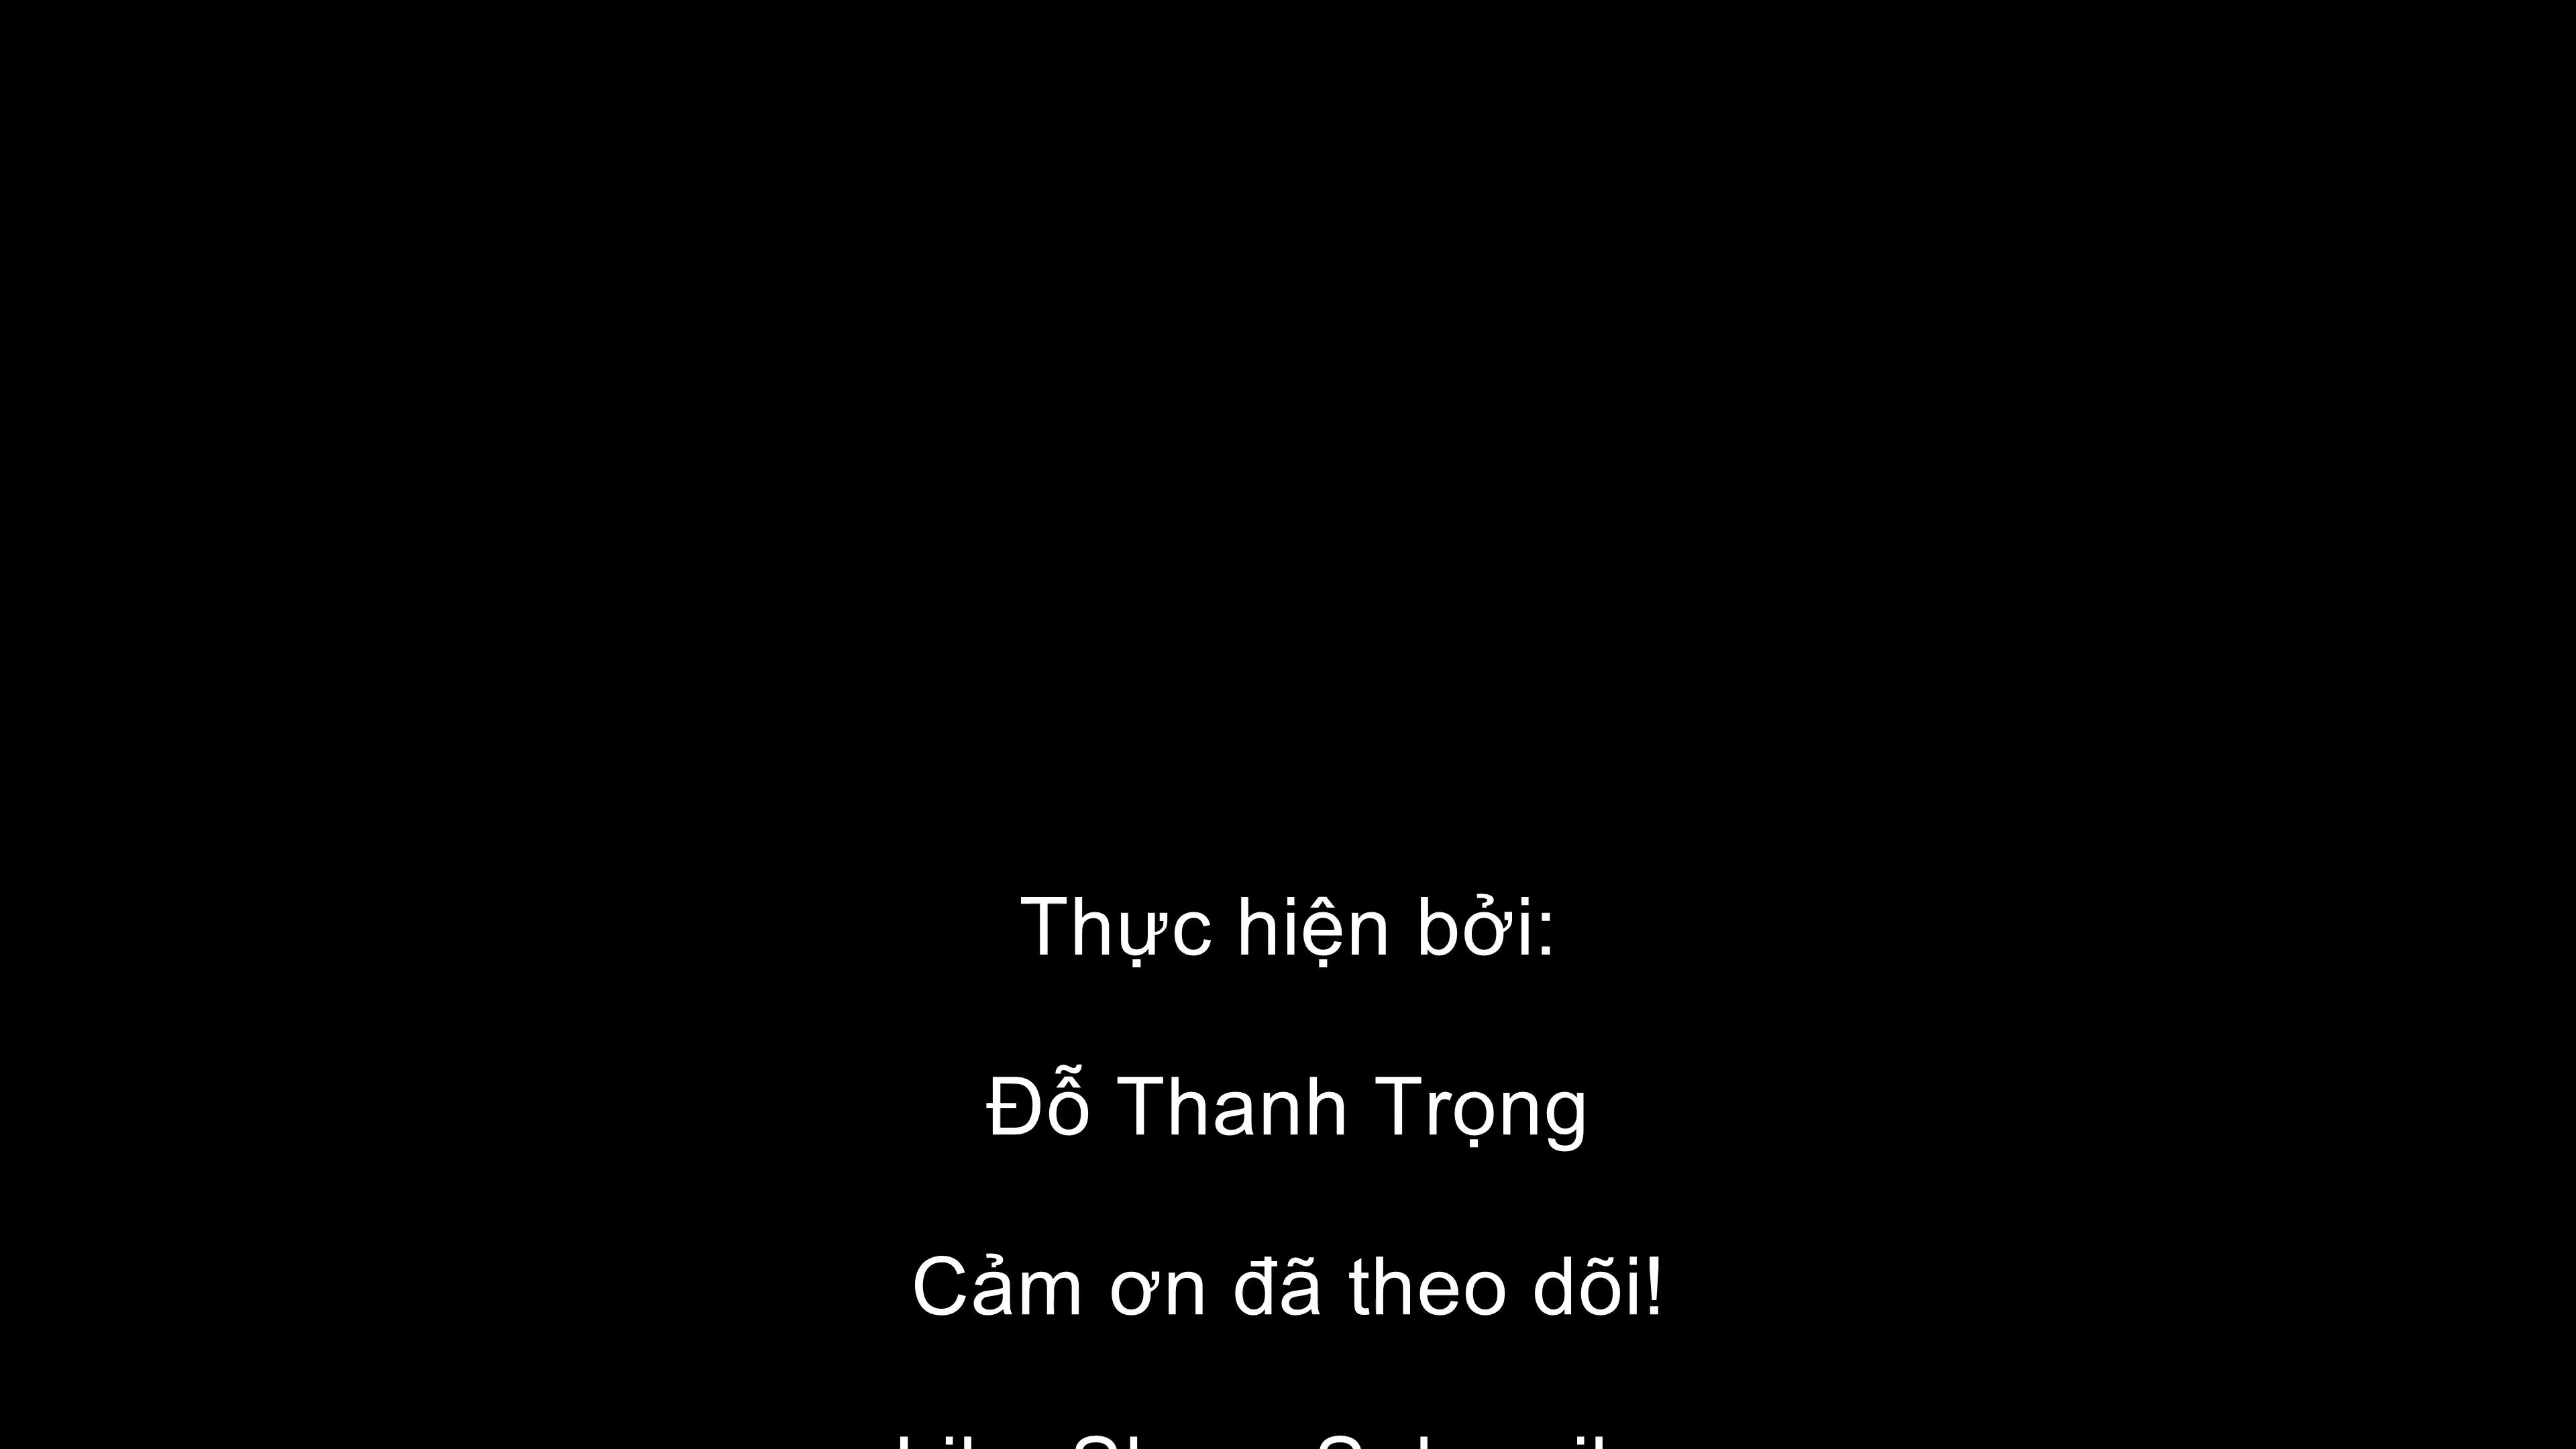 Thực hiện bởi:
Đỗ Thanh Trọng
Cảm ơn đã theo dõi!